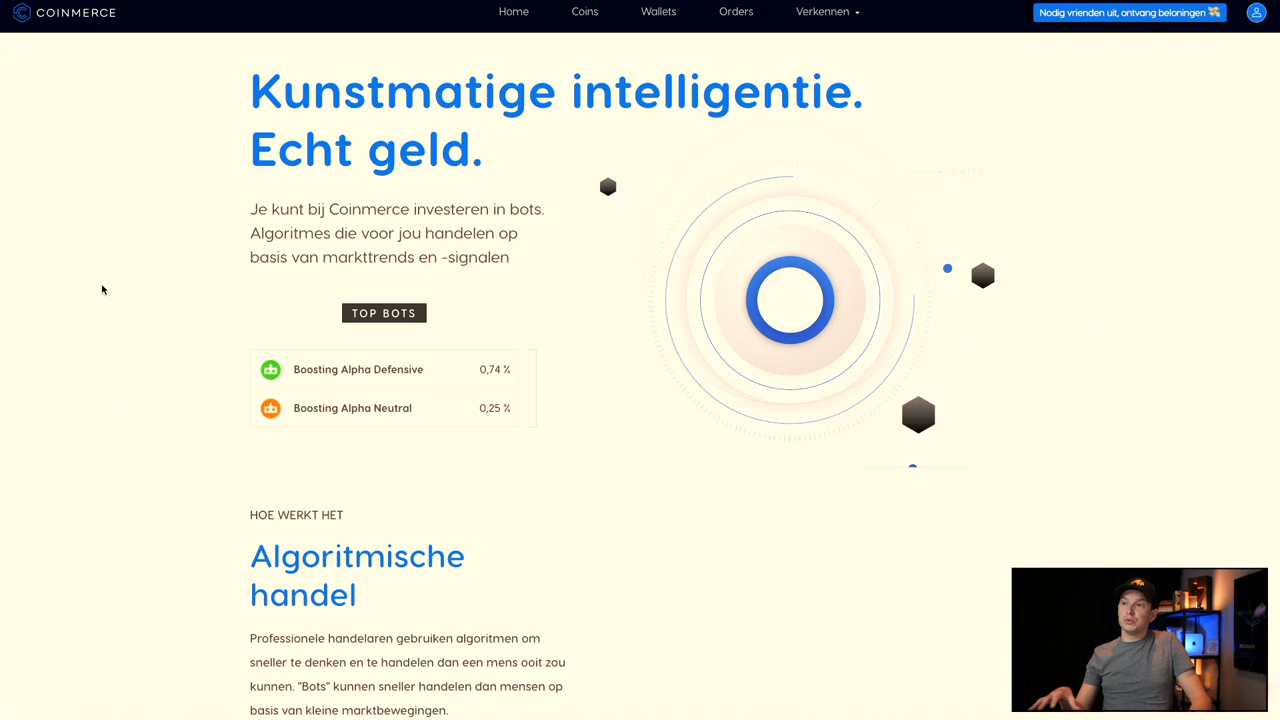 COINMERCE
Home Coins Wallets Orders Verkennen
Nodig vrienden uit, ontvang beloningen
Kunstmatige intelligentie.
Echt geld.
Je kunt bij Coinmerce investeren in bots.
Algoritmes die voor jou handelen op
basis van markttrends en -signalen
TOP BOTS
Boosting Alpha Defensive 0,74 %
Boosting Alpha Neutral 0,25 %
HOE WERKT HET
Algoritmische
handel
Professionele handelaren gebruiken algoritmen om
sneller te denken en te handelen dan een mens ooit zou
kunnen. "Bots" kunnen sneller handelen dan mensen op
basis van kleine marktbewegingen.